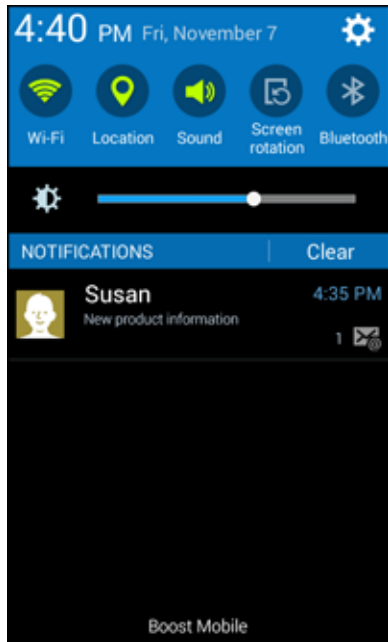 4:40 PM Fri, November 7
Wi-Fi Location Sound Screen rotation Bluetooth
NOTIFICATIONS Clear
Susan 4:35 PM
New product information
1
Boost Mobile